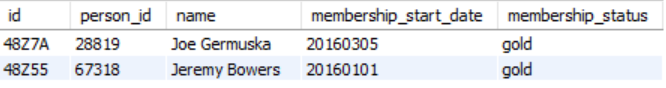 id person_id name membership_start_date membership_status
48Z7A 28819 Joe Germuska 20160305 gold
48Z55 67318 Jeremy Bowers 20160101 gold